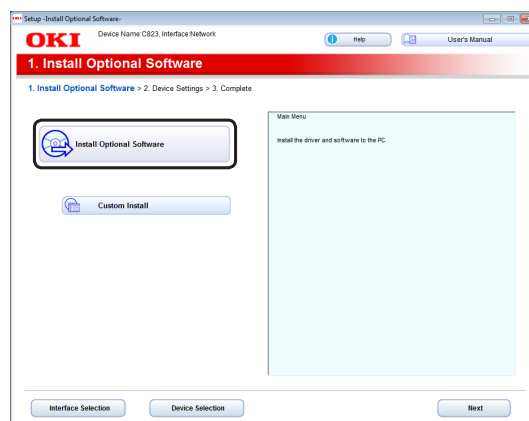 Setup -Install Optional Software-
OKI
Device Name:C823, Interface:Network
Help
User's Manual
1. Install Optional Software
1. Install Optional Software > 2. Device Settings > 3. Complete
Main Menu
Install Optional Software
Install the driver and software to the PC.
Custom Install
Interface Selection
Device Selection
Next